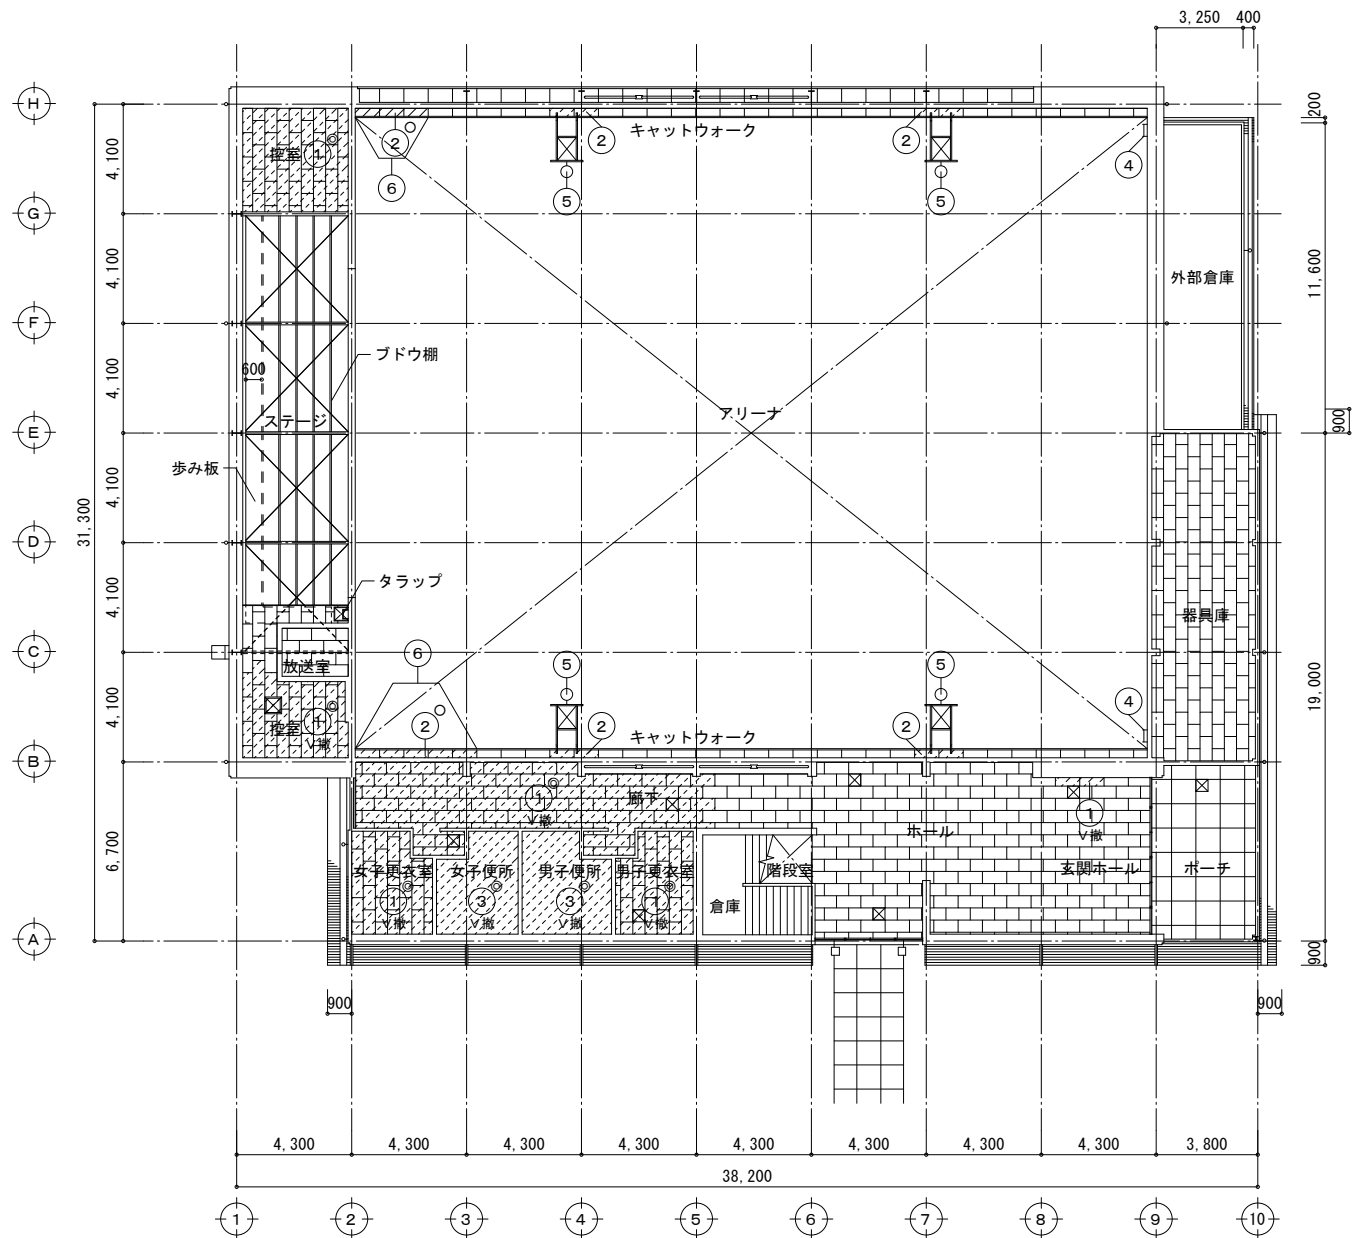 3,250 400
H
200
キャットウォーク
② ② ②
4,100
控室 ①
④
⑥
⑤ ⑤
G
4,100
外部倉庫
11,600
F
ブドウ棚
600
4,100
アリーナ
ステージ
900
E
歩み板
4,100
31,300
D
タラップ
4,100
器具庫
C
⑥
放送室
⑤ ⑤
19,000
4,100
④
控室 ①
V撤
② ② ②
キャットウォーク
B
① 廊下
V撤
①
V撤
ホール
6,700
女子更衣室 女子便所 男子便所 男子更衣室 階段室 玄関ホール ポーチ
① ③ ③ ①
倉庫
V撤 V撤 V撤 V撤
A
900
900 900
4,300 4,300 4,300 4,300 4,300 4,300 4,300 4,300 3,800
38,200
1 2 3 4 5 6 7 8 9 10